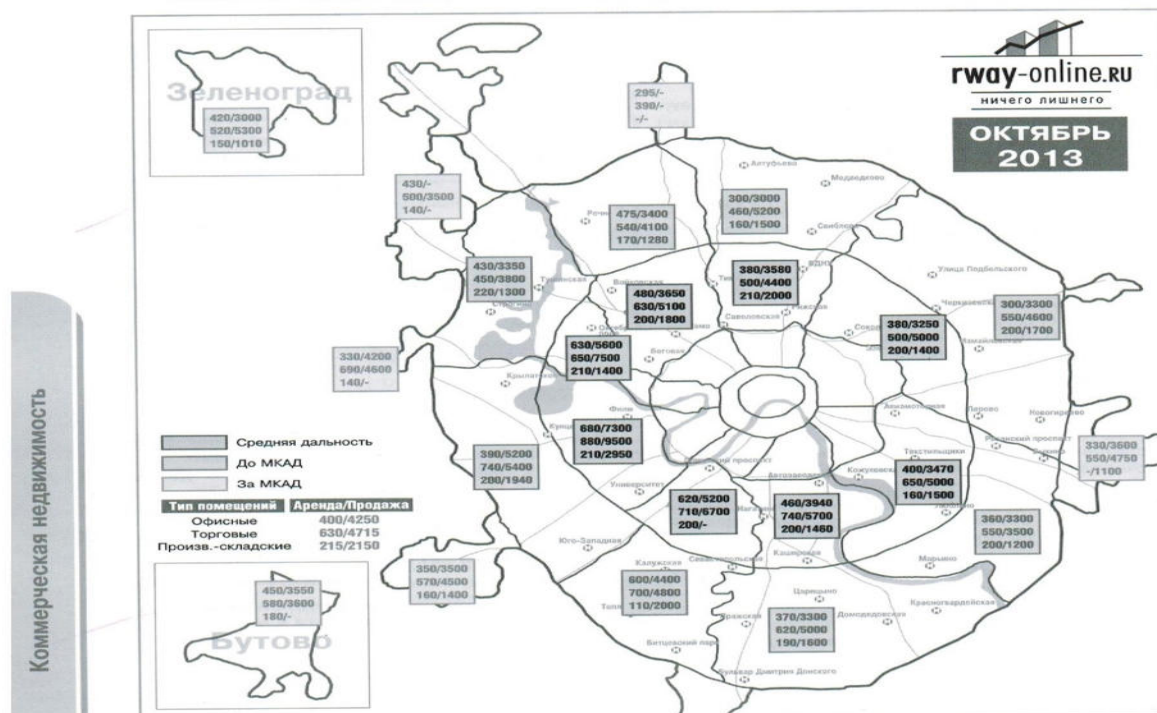 rway-online.RU
ничего лишнего
ОКТЯБРЬ
2013
Зеленоград
420/3000
520/5300
150/1010
295/-
390/-
-/-
430/-
500/3500
140/-
Алтуфьево
Медведково
300/3000
460/5200
160/1500
475/3400
540/4100
170/1280
Свиблово
ВДНХ
Улица Подбельского
430/3350
450/3800
220/1300
Тушинская
Войковская
380/3580
500/4400
210/2000
480/3650
630/5100
200/1800
Рижская
Савеловская
380/3250
500/5000
200/1400
300/3300
550/4600
200/1700
Измайловская
630/5600
650/7500
210/1400
330/4200
690/4600
140/-
Крылатское
Фили
Авиамоторная
Перово
Новогиреево
680/7300
880/9500
210/2950
390/5200
740/5400
200/1940
Рязанский проспект
330/3600
550/4750
-/1100
Текстильщики
400/3470
650/5000
160/1500
Университет
620/5200
710/6700
200/-
460/3940
740/5700
200/1460
360/3300
550/3500
200/1200
Юго-Западная
Калужская
Севастопольская
Каширская
Марьино
350/3500
570/4500
160/1400
600/4400
700/4800
110/2000
Царицыно
Домодедовская
Красногвардейская
370/3300
620/5000
190/1600
Битцевский парк
Бульвар Дмитрия Донского
Средняя дальность
До МКАД
За МКАД
Тип помещений Аренда/Продажа
Офисные 400/4250
Торговые 630/4715
Произв.-складские 215/2150
450/3550
580/3600
180/-
Бутово
Коммерческая недвижимость